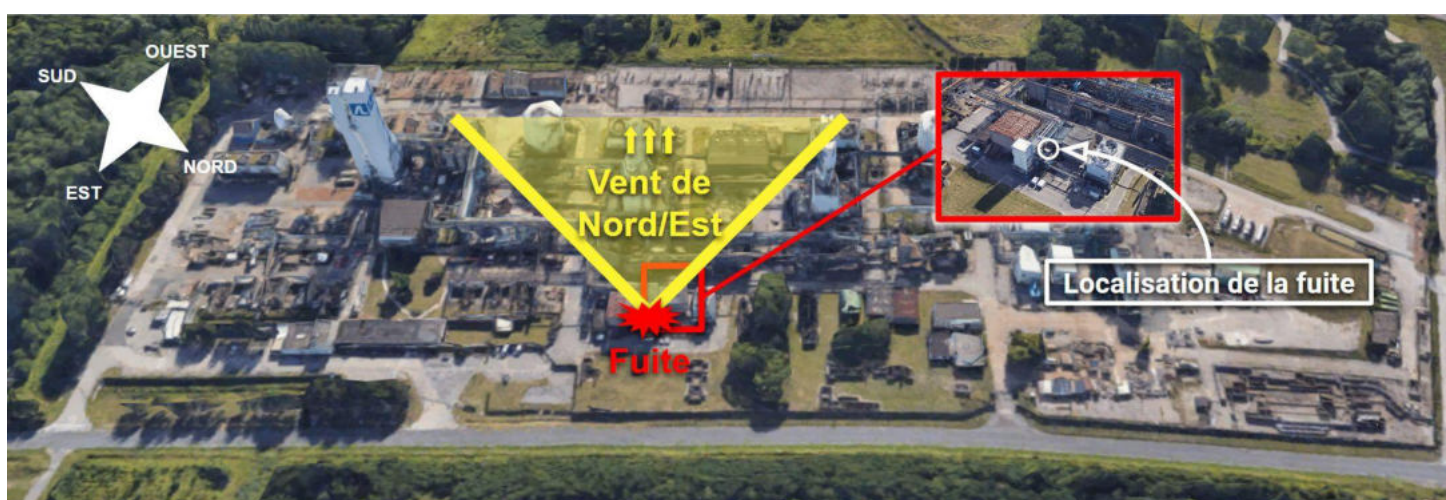 OUEST
SUD
NORD
EST
Vent de
Nord/Est
Fuite
Localisation de la fuite